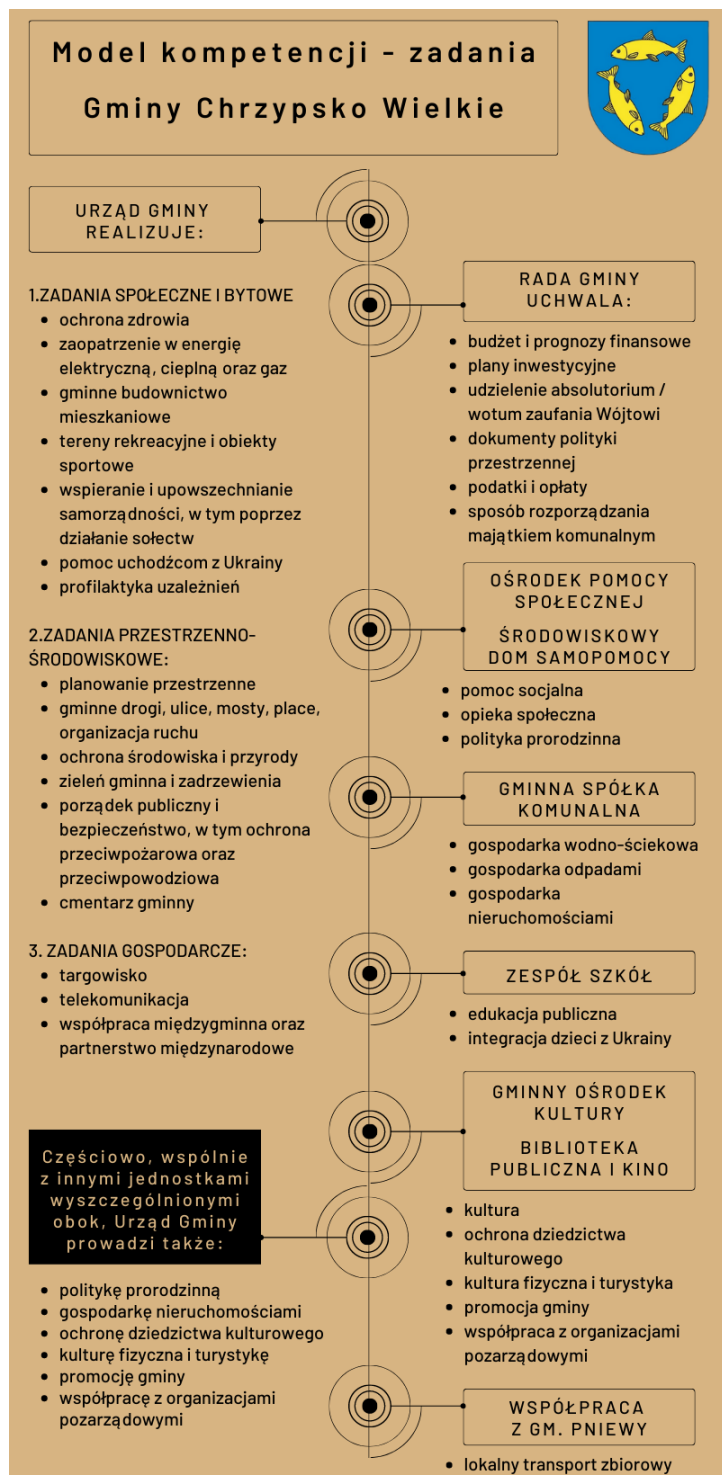 Model kompetencji - zadania
Gminy Chrzypsko Wielkie
URZĄD GMINY
REALIZUJE:
1.ZADANIA SPOŁECZNE I BYTOWE
• ochrona zdrowia
• zaopatrzenie w energię
elektryczną, cieplną oraz gaz
• gminne budownictwo
mieszkaniowe
• tereny rekreacyjne i obiekty
sportowe
• wspieranie i upowszechnianie
samorządności, w tym poprzez
działanie sołectw
• pomoc uchodźcom z Ukrainy
• profilaktyka uzależnień
2.ZADANIA PRZESTRZENNO-
ŚRODOWISKOWE:
• planowanie przestrzenne
• gminne drogi, ulice, mosty, place,
organizacja ruchu
• ochrona środowiska i przyrody
• zieleń gminna i zadrzewienia
• porządek publiczny i
bezpieczeństwo, w tym ochrona
przeciwpożarowa oraz
przeciwpowodziowa
• cmentarz gminny
3. ZADANIA GOSPODARCZE:
• targowisko
• telekomunikacja
• współpraca międzygminna oraz
partnerstwo międzynarodowe
Częściowo, wspólnie
z innymi jednostkami
wyszczególnionymi
obok, Urząd Gminy
prowadzi także:
• politykę prorodzinną
• gospodarkę nieruchomościami
• ochronę dziedzictwa kulturowego
• kulturę fizyczna i turystykę
• promocję gminy
• współpracę z organizacjami
pozarządowymi
RADA GMINY
UCHWALA:
• budżet i prognozy finansowe
• plany inwestycyjne
• udzielenie absolutorium /
wotum zaufania Wójtowi
• dokumenty polityki
przestrzennej
• podatki i opłaty
• sposób rozporządzania
majątkiem komunalnym
OŚRODEK POMOCY
SPOŁECZNEJ
ŚRODOWISKOWY
DOM SAMOPOMOCY
• pomoc socjalna
• opieka społeczna
• polityka prorodzinna
GMINNA SPÓŁKA
KOMUNALNA
• gospodarka wodno-ściekowa
• gospodarka odpadami
• gospodarka
nieruchomościami
ZESPÓŁ SZKÓŁ
• edukacja publiczna
• integracja dzieci z Ukrainy
GMINNY OŚRODEK
KULTURY
BIBLIOTEKA
PUBLICZNA I KINO
• kultura
• ochrona dziedzictwa
kulturowego
• kultura fizyczna i turystyka
• promocja gminy
• współpraca z organizacjami
pozarządowymi
WSPÓŁPRACA
Z GM. PNIEWY
• lokalny transport zbiorowy